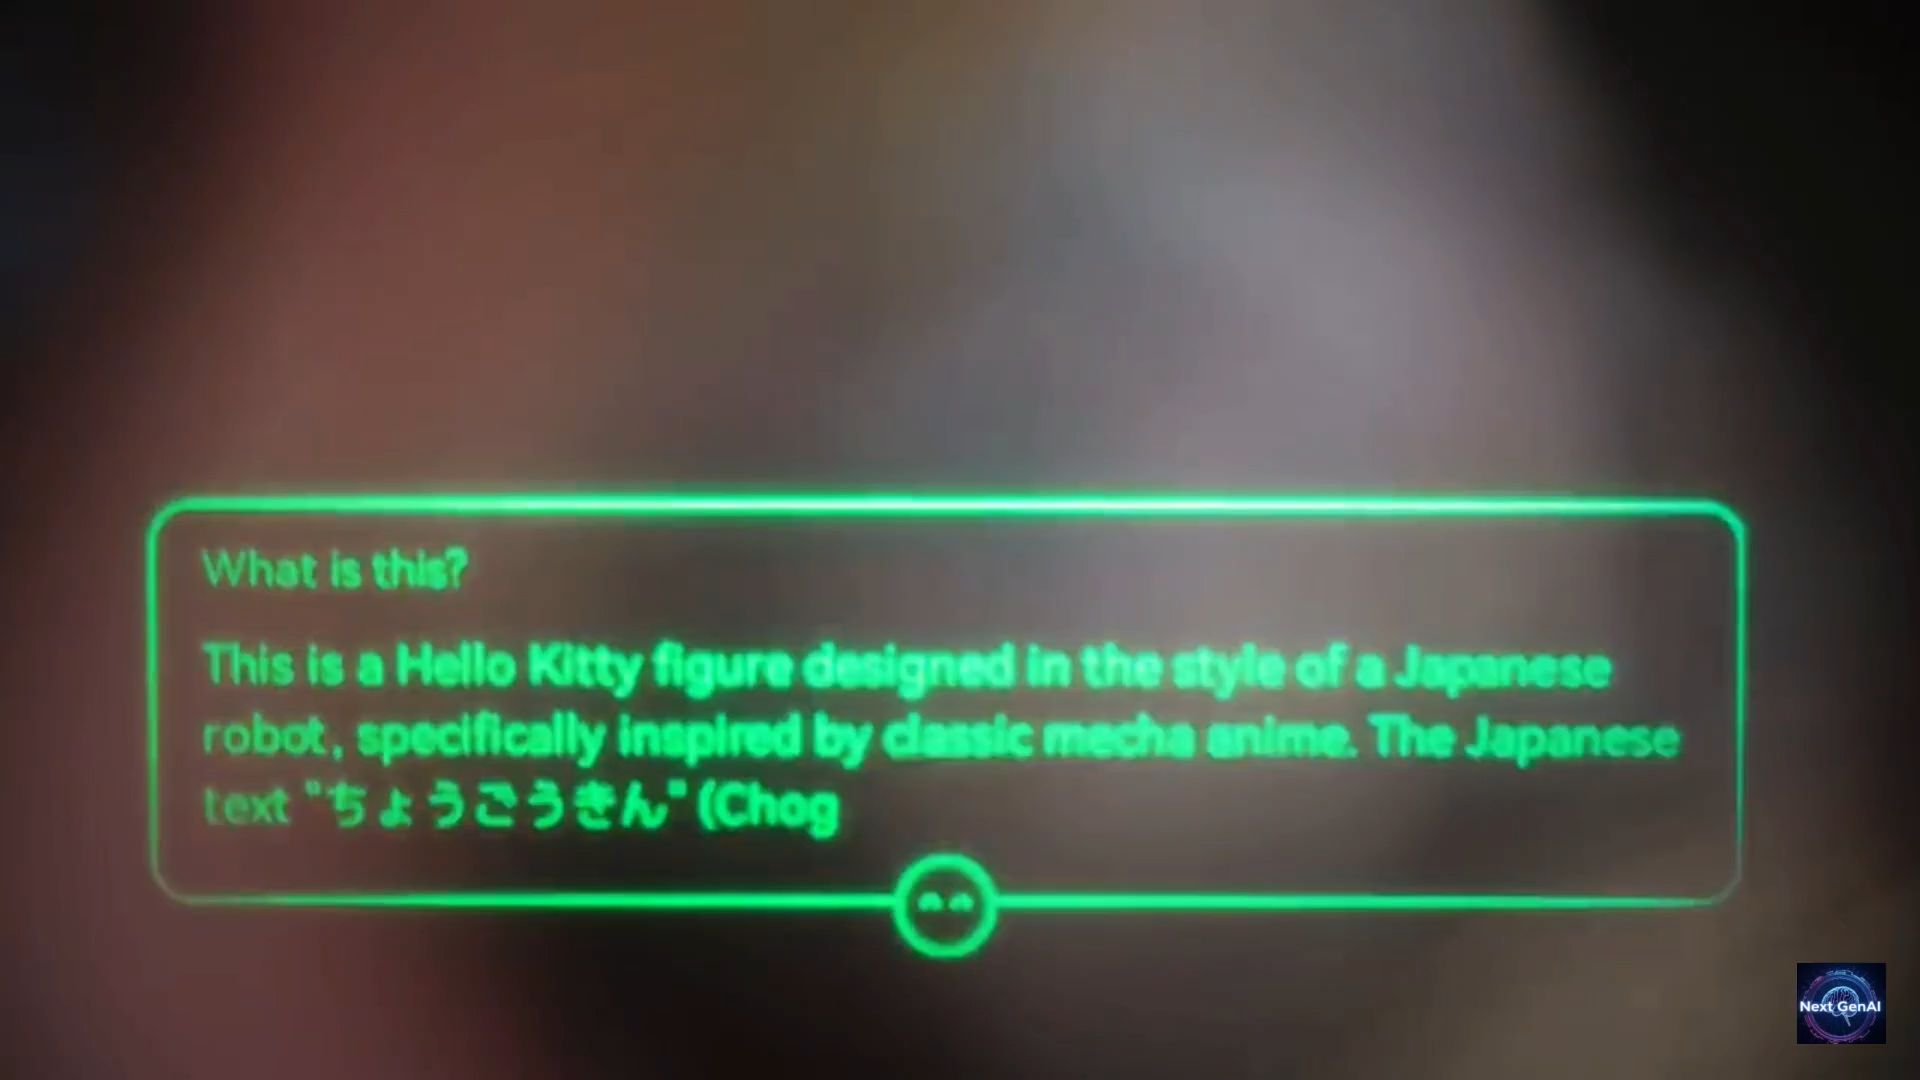 What is this?
This is a Hello Kitty figure designed in the style of a Japanese
robot, specifically inspired by classic mecha anime. The Japanese
text "ちょうごうきん" (Chog
Next GenAI